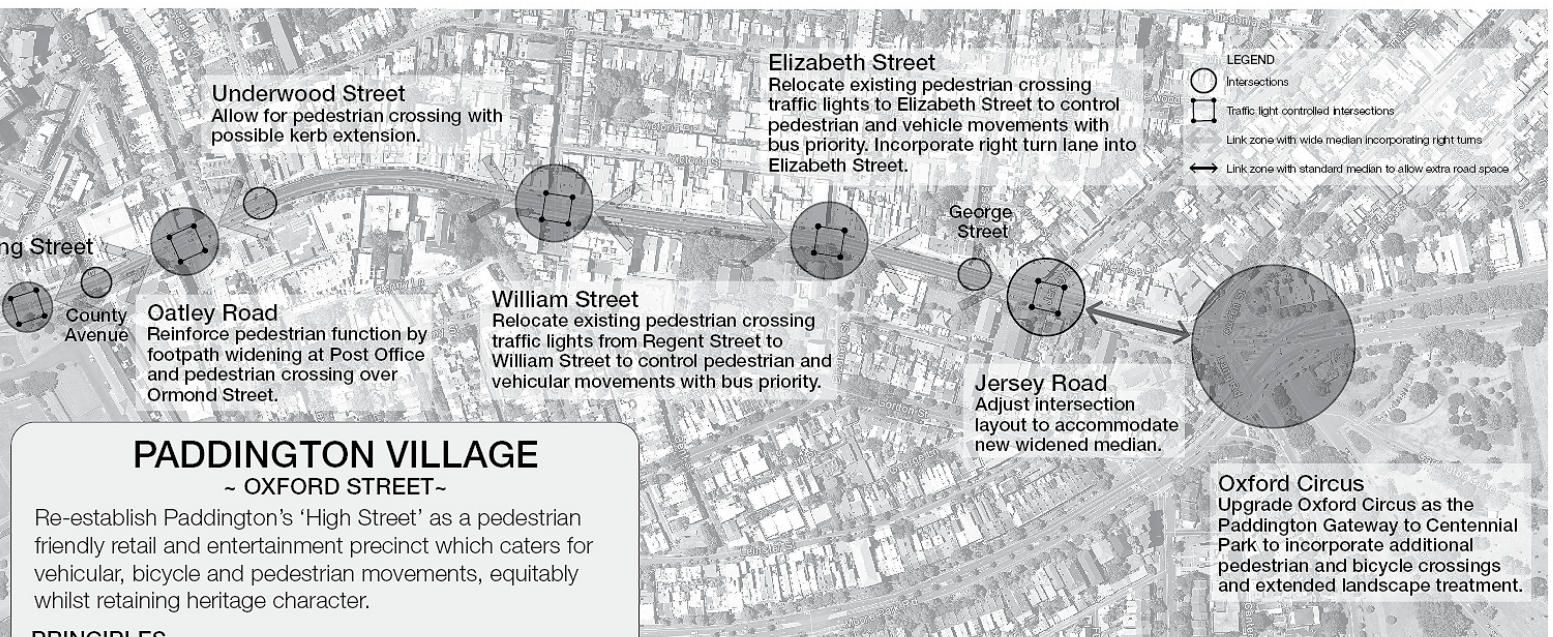 Underwood Street
Allow for pedestrian crossing with
possible kerb extension.
Elizabeth Street
Relocate existing pedestrian crossing
traffic lights to Elizabeth Street to control
pedestrian and vehicle movements with
bus priority. Incorporate right turn lane into
Elizabeth Street.
LEGEND
Intersections
Traffic light controlled intersections
Link zone with wide median incorporating right turns
Link zone with standard median to allow extra road space
George
Street
ng Street
County
Avenue
Oatley Road
Reinforce pedestrian function by
footpath widening at Post Office
and pedestrian crossing over
Ormond Street.
William Street
Relocate existing pedestrian crossing
traffic lights from Regent Street to
William Street to control pedestrian and
vehicular movements with bus priority.
Jersey Road
Adjust intersection
layout to accommodate
new widened median.
Oxford Circus
Upgrade Oxford Circus as the
Paddington Gateway to Centennial
Park to incorporate additional
pedestrian and bicycle crossings
and extended landscape treatment.
PADDINGTON VILLAGE
~ OXFORD STREET~
Re-establish Paddington's ‘High Street’ as a pedestrian
friendly retail and entertainment precinct which caters for
vehicular, bicycle and pedestrian movements, equitably
whilst retaining heritage character.
PRINCIPLES